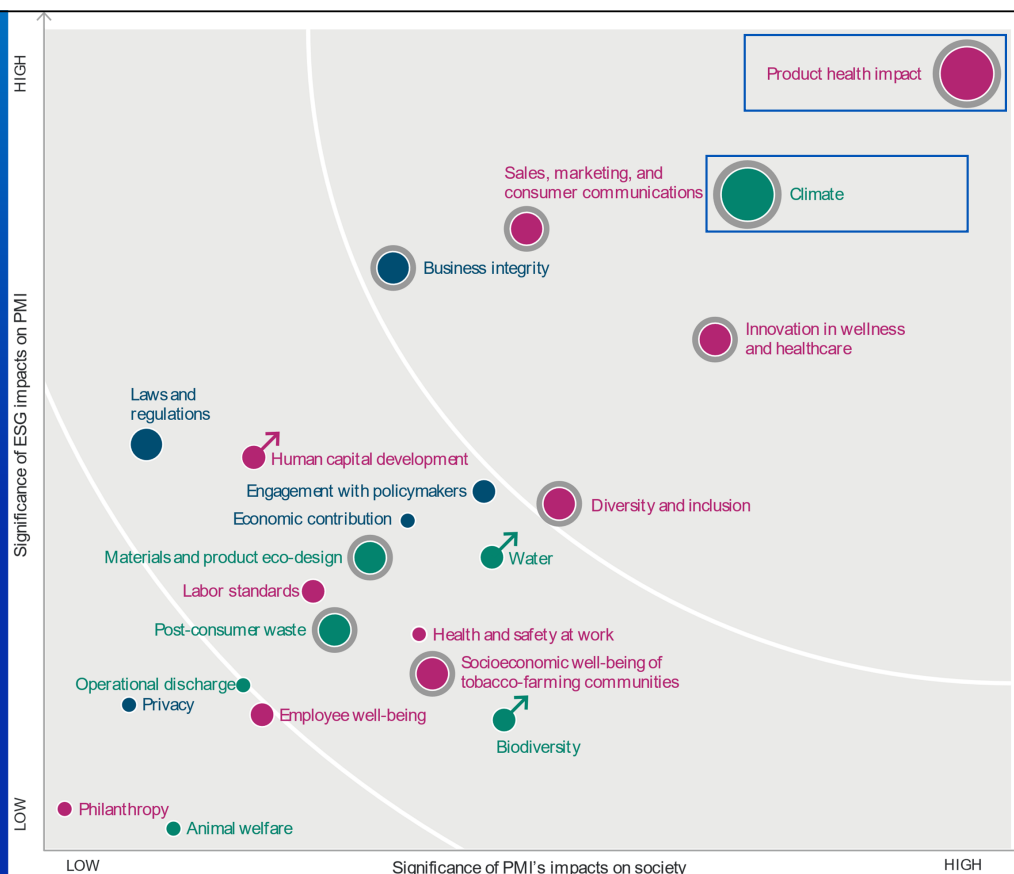 HIGH
Product health impact
Sales, marketing, and
consumer communications
Climate
Business integrity
Innovation in wellness
and healthcare
Significance of ESG impacts on PMI
Laws and
regulations
Human capital development
Engagement with policymakers
Diversity and inclusion
Economic contribution
Materials and product eco-design
Water
Labor standards
Post-consumer waste
Health and safety at work
Socioeconomic well-being of
tobacco-farming communities
Operational discharge
Privacy
Employee well-being
Biodiversity
LOW
Philanthropy
Animal welfare
LOW
Significance of PMI's impacts on society
HIGH